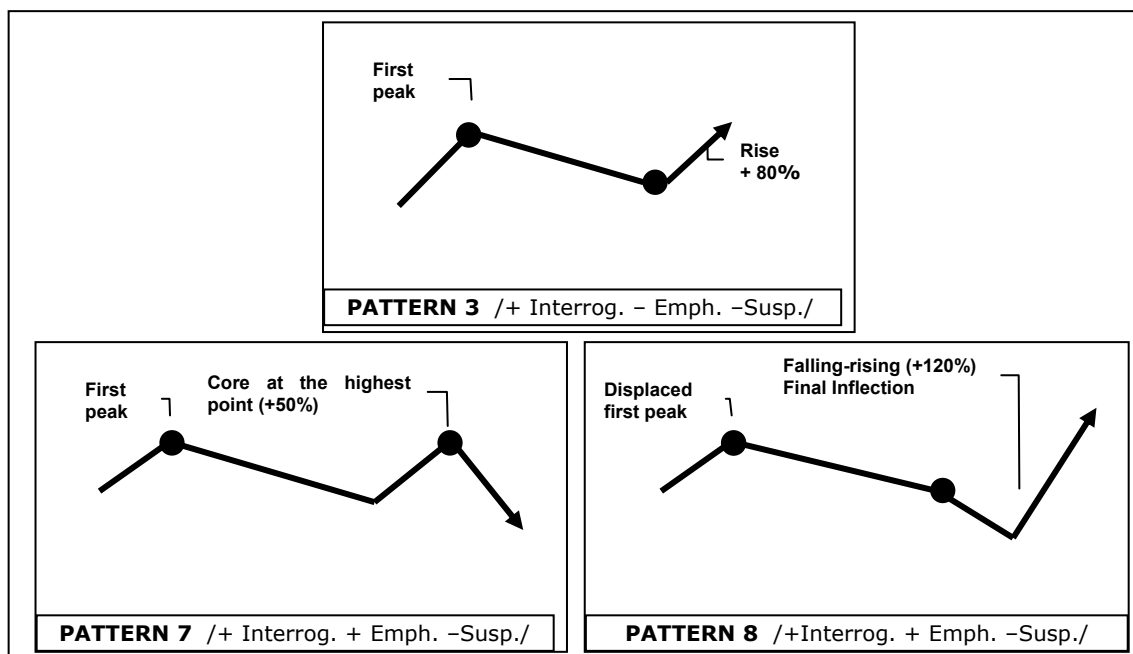 First
peak
Rise
+ 80%
PATTERN 3 /+ Interrog. – Emph. –Susp./
First
peak
Core at the highest
point (+50%)
PATTERN 7 /+ Interrog. + Emph. –Susp./
Displaced
first peak
Falling-rising (+120%)
Final Inflection
PATTERN 8 /+Interrog. + Emph. –Susp./